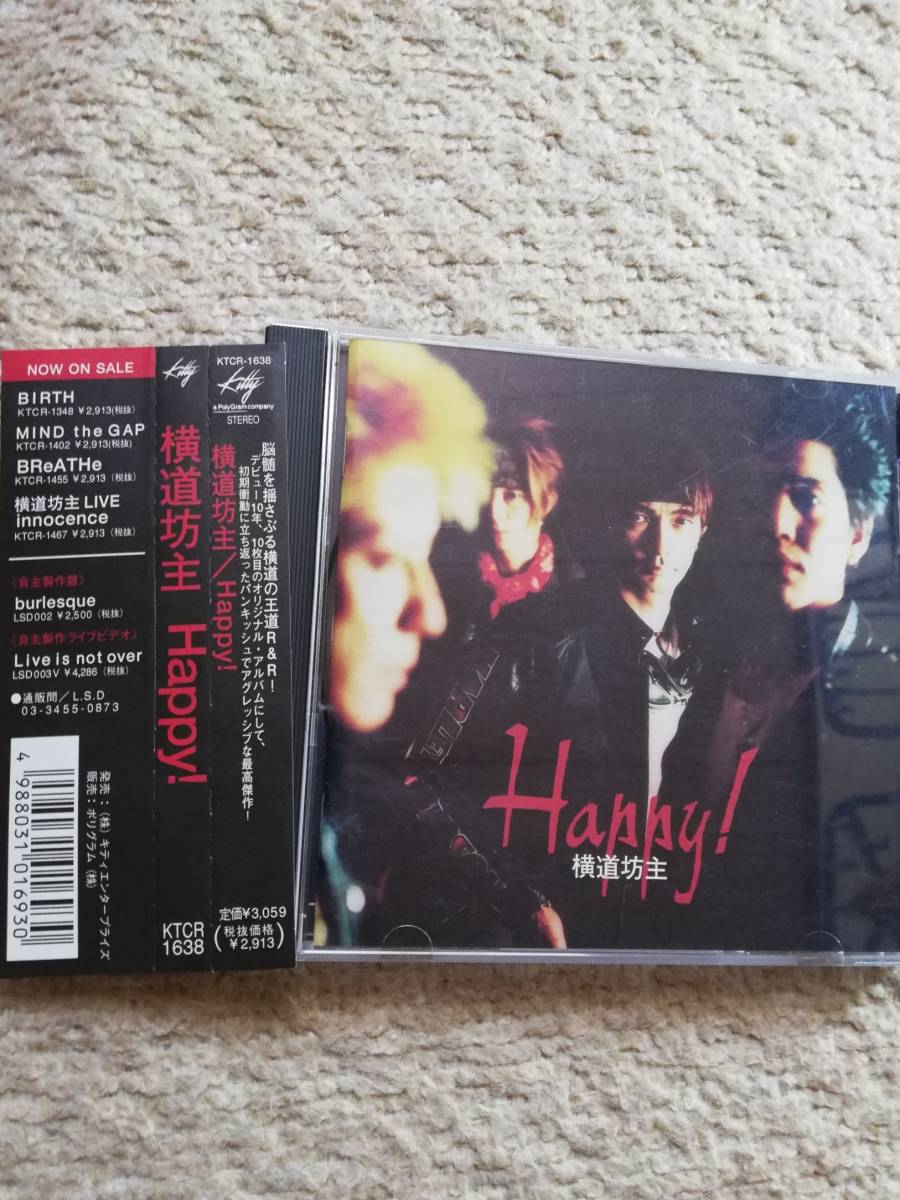 NOW ON SALE
BIRTH
KTCR-1348 ¥2,913(税抜)
MIND the GAP
KTCR-1402 ¥2,913(税抜)
BReATHe
KTCR-1455 ¥2,913 (税抜)
横道坊主 LIVE
innocence
KTCR-1467 ¥2,913 (税抜)
《自主製作盤》
burlesque
LSD002 ¥2,500 (税抜)
《自主製作ライブビデオ》
Live is not over
LSD003V ¥4,286 (税抜)
●通販問/L.S.D
03-3455-0873
4988031016930
発売:(株)キティエンタープライズ
販売:ポリグラム(株)
Kitty
横道坊主 Happy!
KTCR
1638
KTCR-1638
Kitty
a PolyGram company
STEREO
脳髄を揺さぶる横道の王道R&R!
デビュー10年、10枚目のオリジナル・アルバムにして、
初期衝動に立ち返ったパンキッシュでアグレッシブな最高傑作!
横道坊主/Happy!
定価¥3,059
(税抜価格
¥2,913)
Happy!
横道坊主